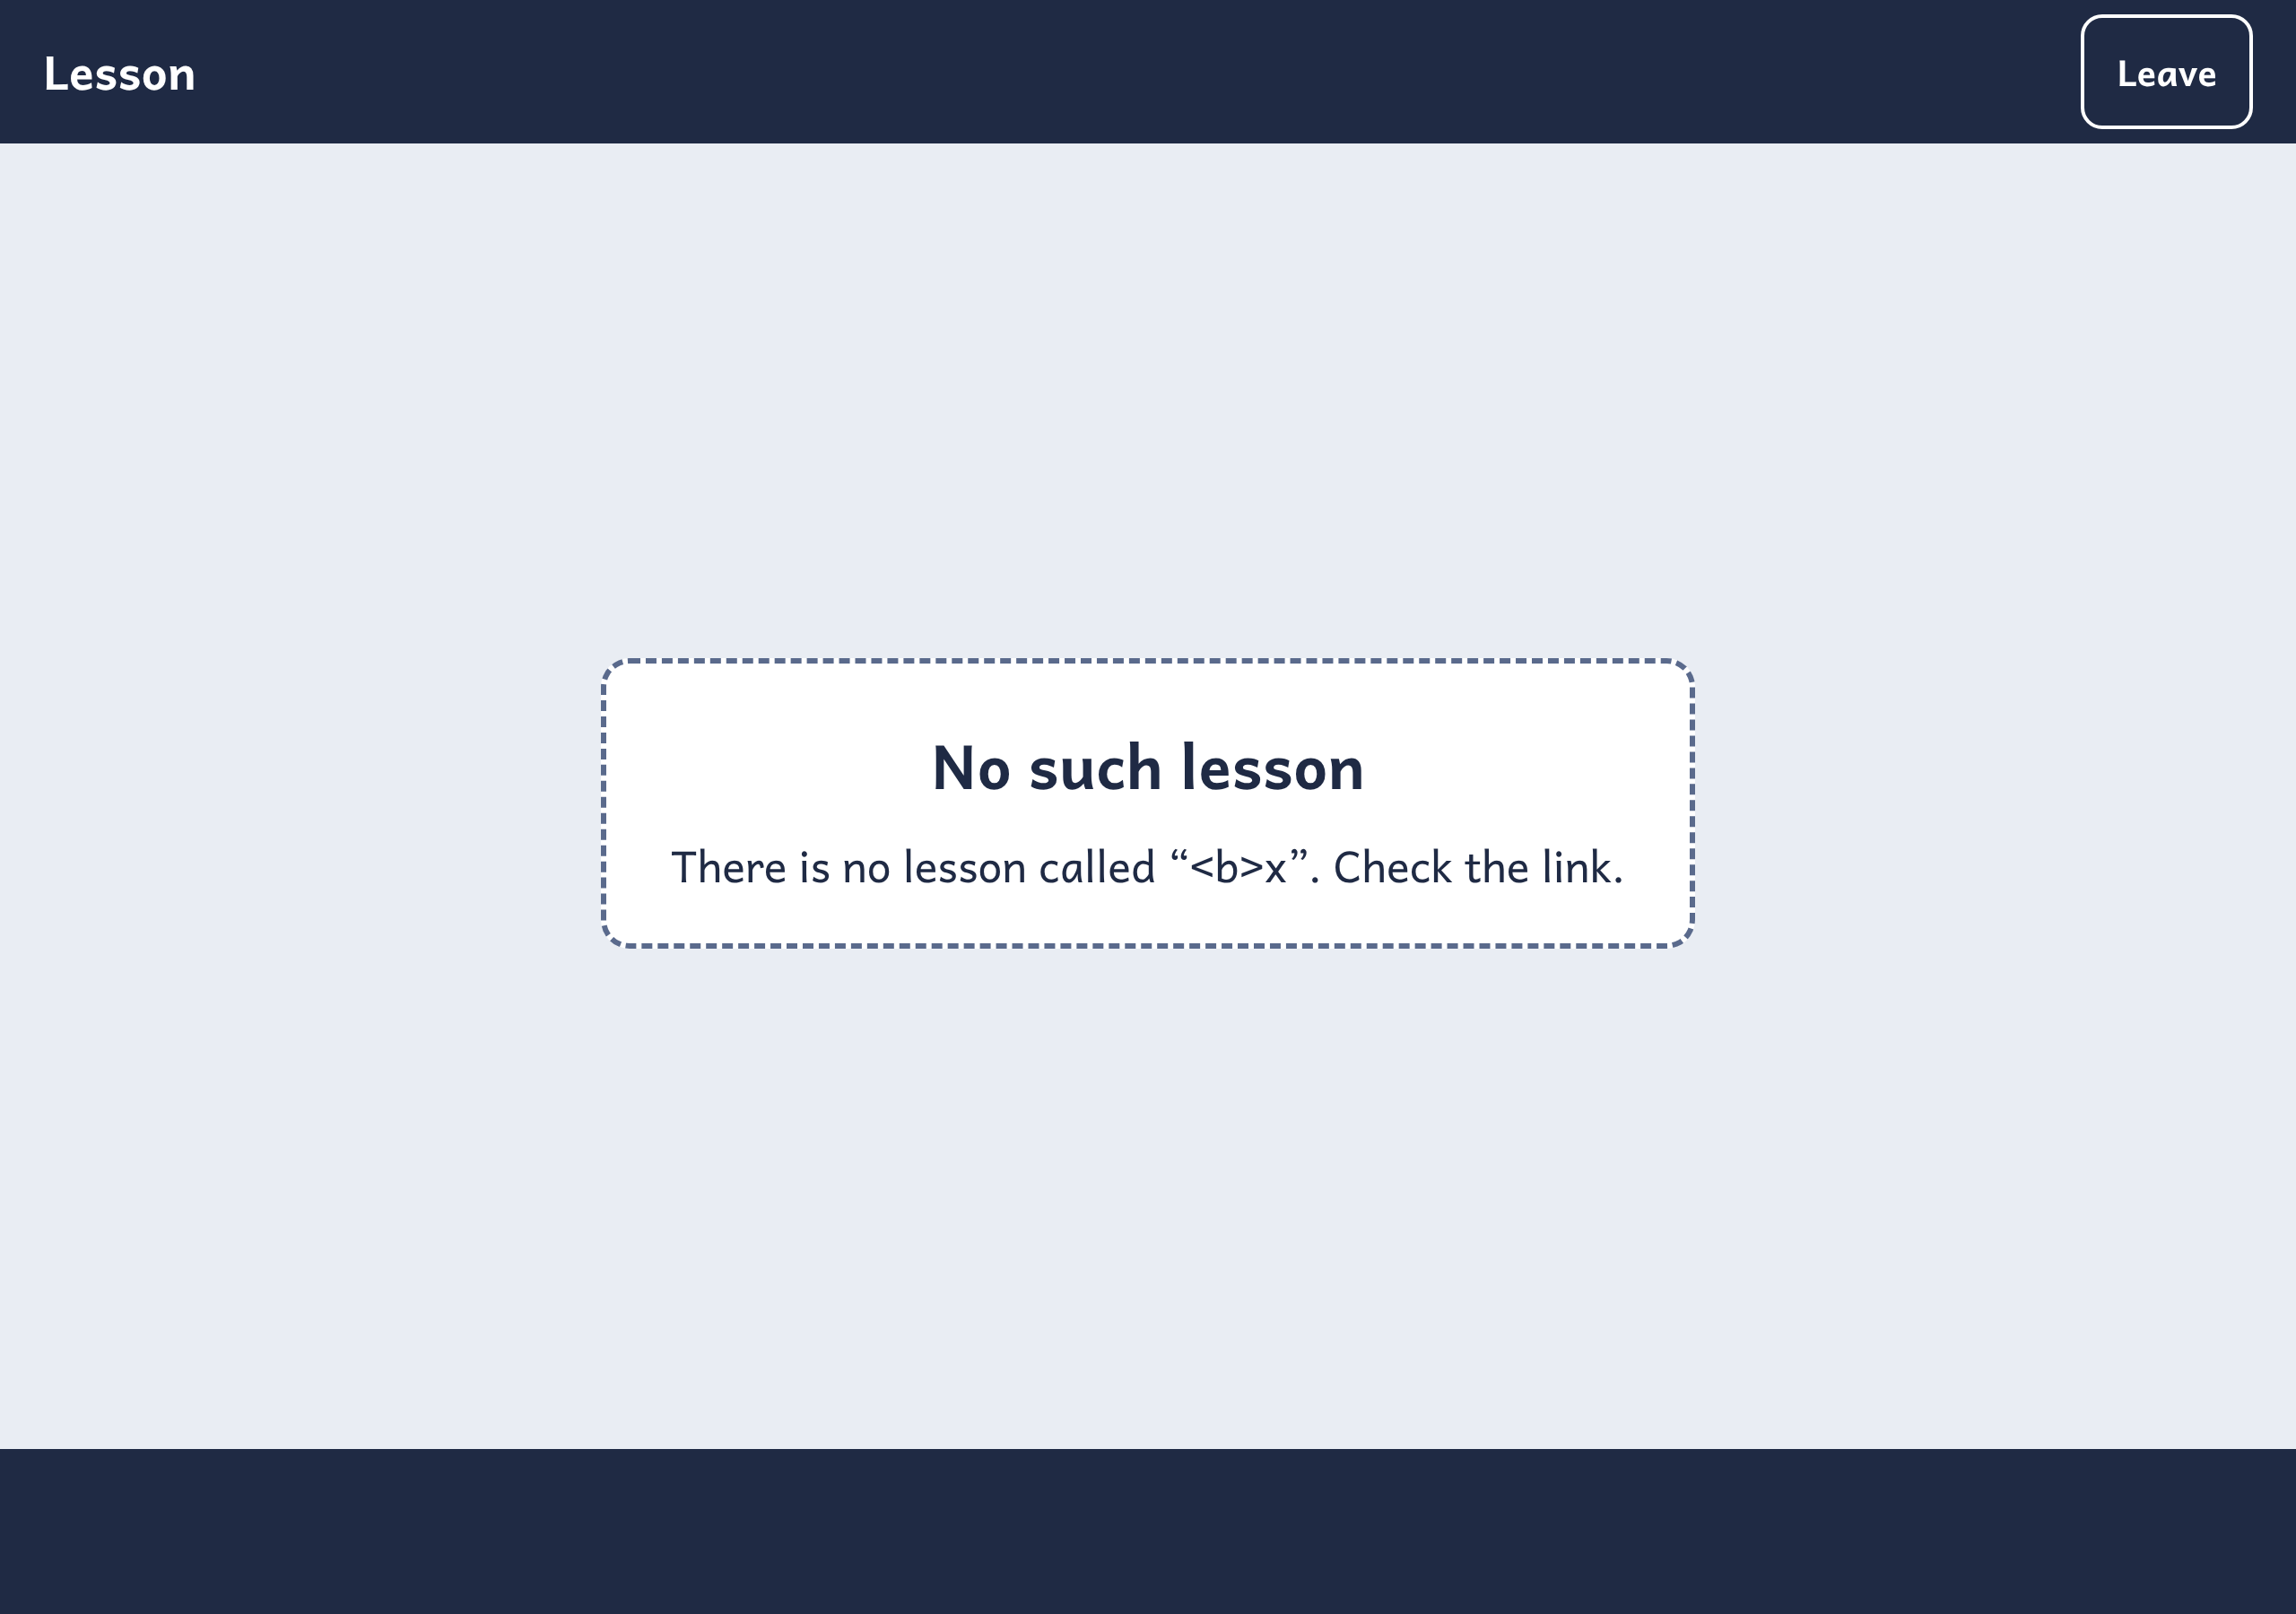 Lesson
Leave
No such lesson
There is no lesson called “<b>x”. Check the link.